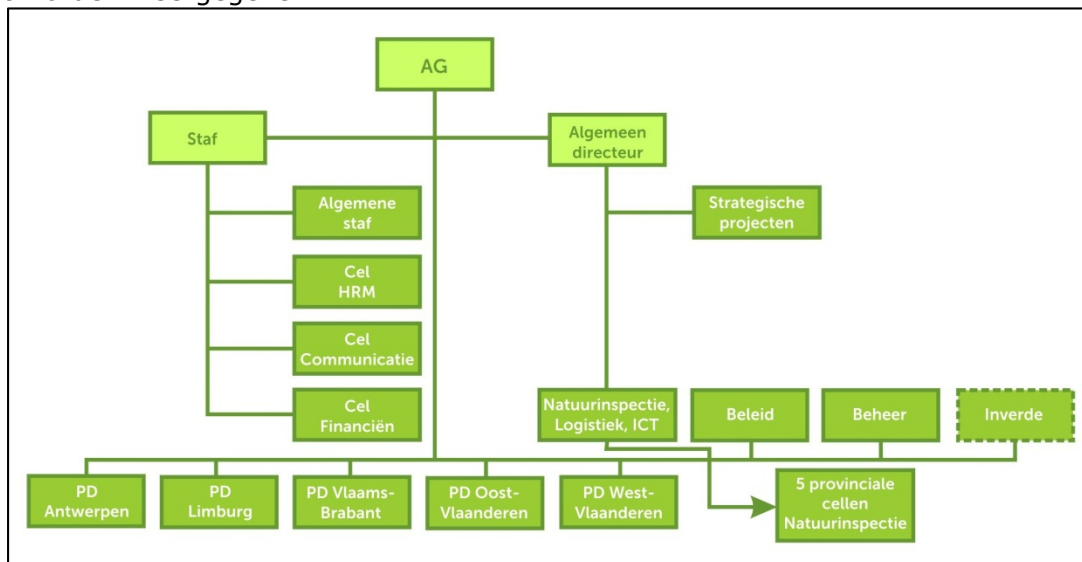 AG
Staf
Algemeen
directeur
Algemene
staf
Strategische
projecten
Cel
HRM
Cel
Communicatie
Cel
Financiën
Natuurinspectie,
Logistiek, ICT
Beleid
Beheer
Inverde
PD
Antwerpen
PD
Limburg
PD Vlaams-
Brabant
PD Oost-
Vlaanderen
PD West-
Vlaanderen
5 provinciale
cellen
Natuurinspectie